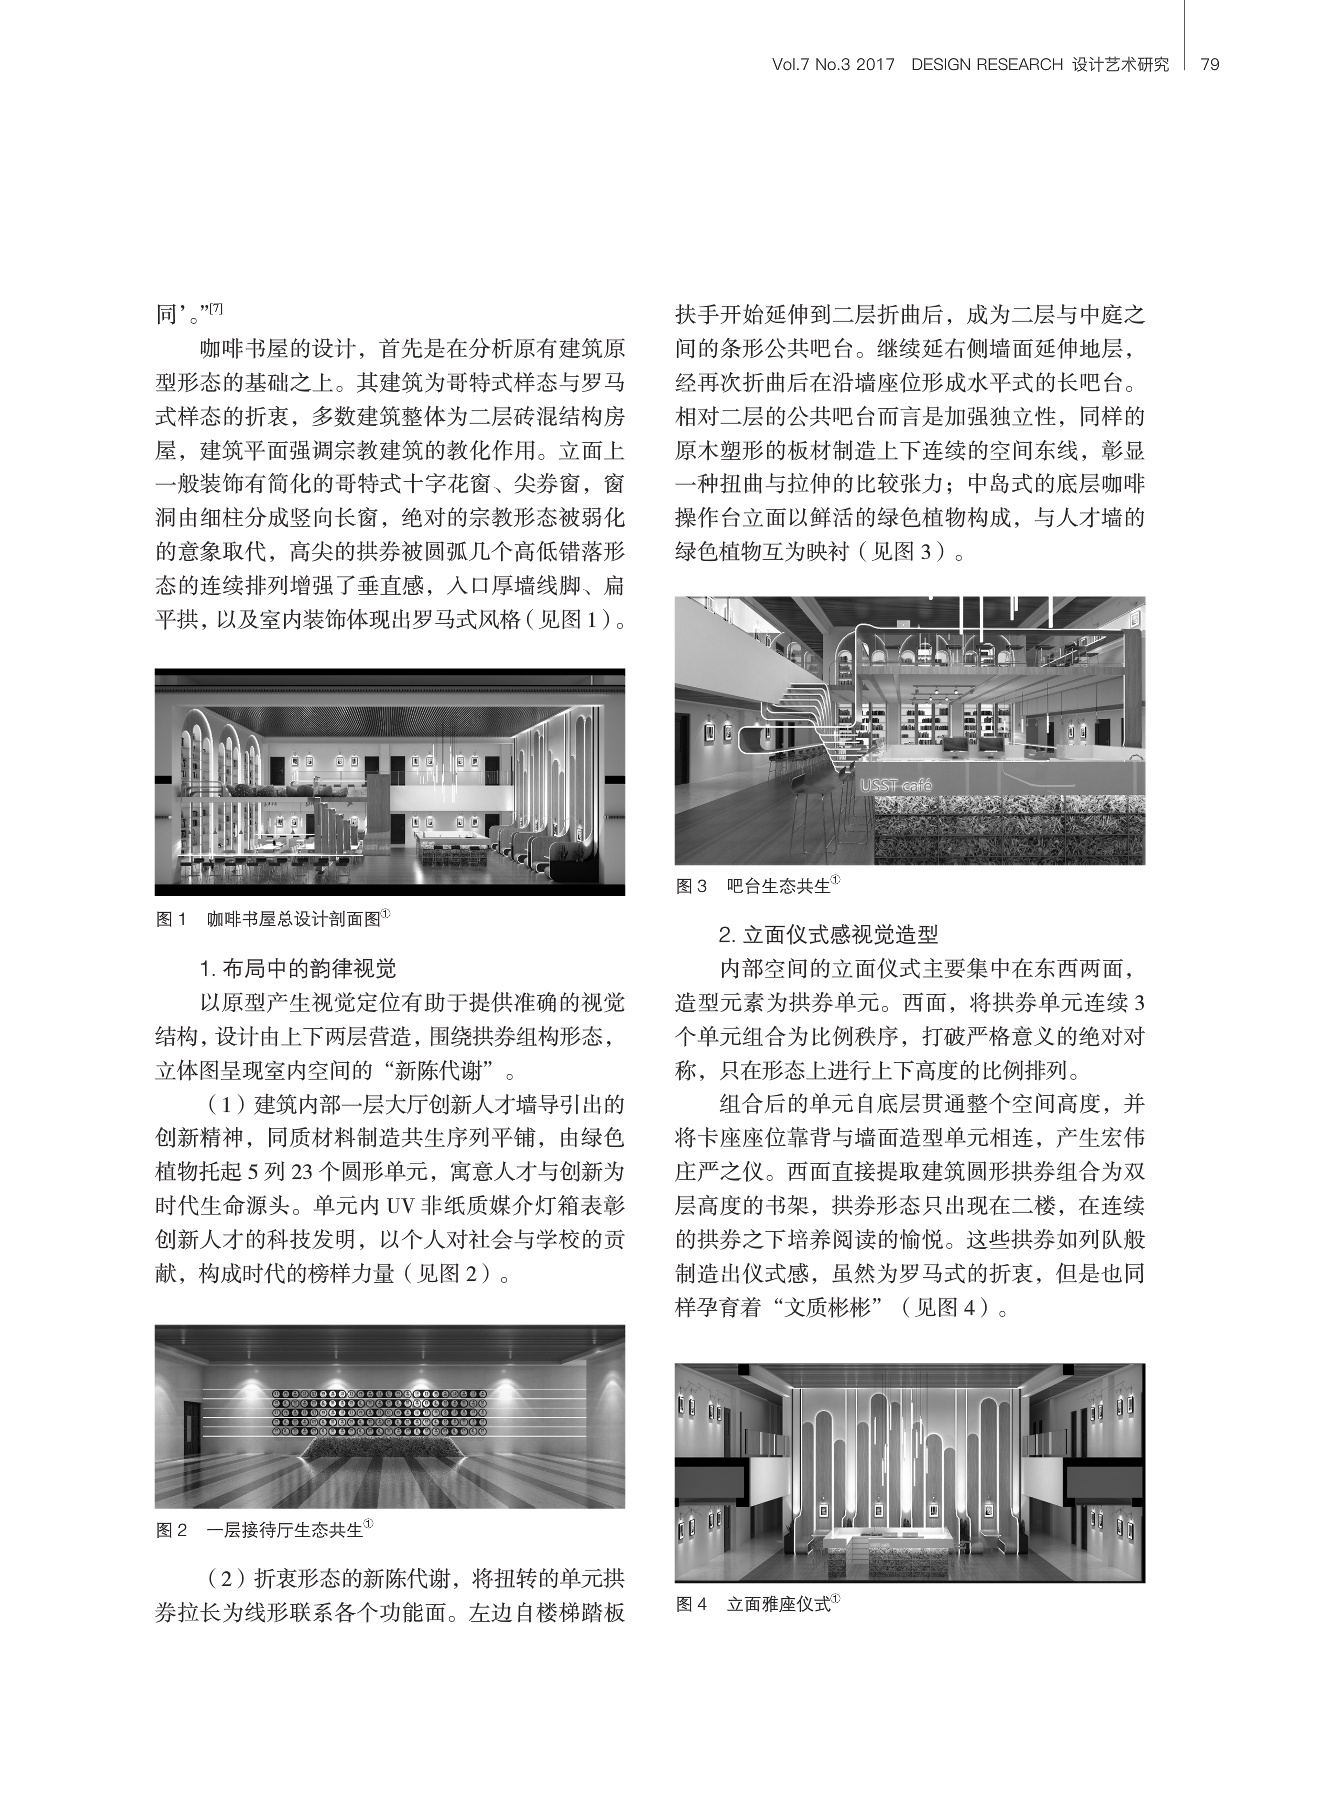 Vol.7 No.3 2017 DESIGN RESEARCH 设计艺术研究 79
同’。”[7]
咖啡书屋的设计，首先是在分析原有建筑原
型形态的基础之上。其建筑为哥特式样态与罗马
式样态的折衷，多数建筑整体为二层砖混结构房
屋，建筑平面强调宗教建筑的教化作用。立面上
一般装饰有简化的哥特式十字花窗、尖券窗，窗
洞由细柱分成竖向长窗，绝对的宗教形态被弱化
的意象取代，高尖的拱券被圆弧几个高低错落形
态的连续排列增强了垂直感，入口厚墙线脚、扁
平拱，以及室内装饰体现出罗马式风格（见图 1）。
图 1 咖啡书屋总设计剖面图①
1. 布局中的韵律视觉
以原型产生视觉定位有助于提供准确的视觉
结构，设计由上下两层营造，围绕拱券组构形态，
立体图呈现室内空间的“新陈代谢”。
（1）建筑内部一层大厅创新人才墙导引出的
创新精神，同质材料制造共生序列平铺，由绿色
植物托起 5 列 23 个圆形单元，寓意人才与创新为
时代生命源头。单元内 UV 非纸质媒介灯箱表彰
创新人才的科技发明，以个人对社会与学校的贡
献，构成时代的榜样力量（见图 2）。
图 2 一层接待厅生态共生①
（2）折衷形态的新陈代谢，将扭转的单元拱
券拉长为线形联系各个功能面。左边自楼梯踏板
扶手开始延伸到二层折曲后，成为二层与中庭之
间的条形公共吧台。继续延右侧墙面延伸地层，
经再次折曲后在沿墙座位形成水平式的长吧台。
相对二层的公共吧台而言是加强独立性，同样的
原木塑形的板材制造上下连续的空间东线，彰显
一种扭曲与拉伸的比较张力；中岛式的底层咖啡
操作台立面以鲜活的绿色植物构成，与人才墙的
绿色植物互为映衬（见图 3）。
USST café
图 3 吧台生态共生①
2. 立面仪式感视觉造型
内部空间的立面仪式主要集中在东西两面，
造型元素为拱券单元。西面，将拱券单元连续 3
个单元组合为比例秩序，打破严格意义的绝对对
称，只在形态上进行上下高度的比例排列。
组合后的单元自底层贯通整个空间高度，并
将卡座座位靠背与墙面造型单元相连，产生宏伟
庄严之仪。西面直接提取建筑圆形拱券组合为双
层高度的书架，拱券形态只出现在二楼，在连续
的拱券之下培养阅读的愉悦。这些拱券如列队般
制造出仪式感，虽然为罗马式的折衷，但是也同
样孕育着“文质彬彬”（见图 4）。
图 4 立面雅座仪式①